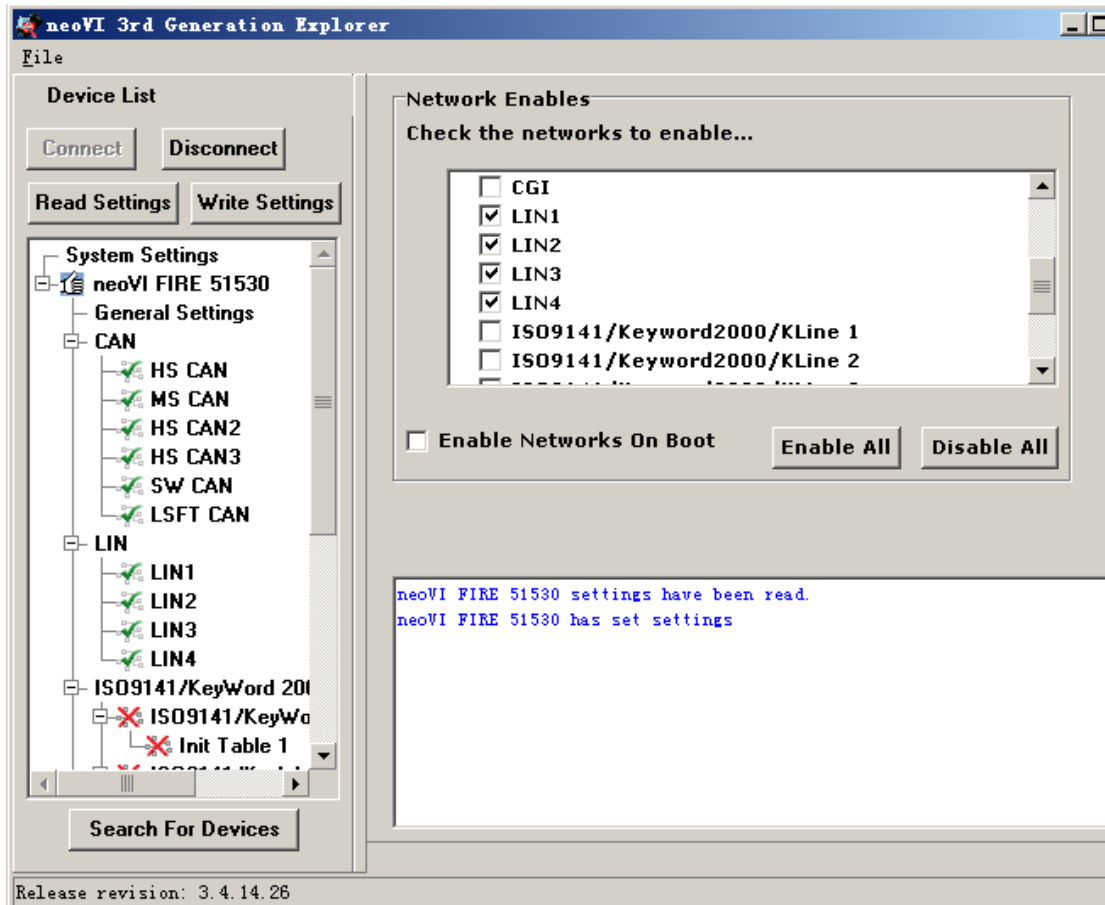 neoVI 3rd Generation Explorer
File
Device List
Connect
Disconnect
Read Settings
Write Settings
System Settings
neoVI FIRE 51530
General Settings
CAN
HS CAN
MS CAN
HS CAN2
HS CAN3
SW CAN
LSFT CAN
LIN
LIN1
LIN2
LIN3
LIN4
ISO9141/KeyWord 200
ISO9141/KeyWo
Init Table 1
Search For Devices
Network Enables
Check the networks to enable...
CGI
LIN1
LIN2
LIN3
LIN4
ISO9141/Keyword2000/KLine 1
ISO9141/Keyword2000/KLine 2
Enable Networks On Boot
Enable All
Disable All
neoVI FIRE 51530 settings have been read.
neoVI FIRE 51530 has set settings
Release revision: 3.4.14.26